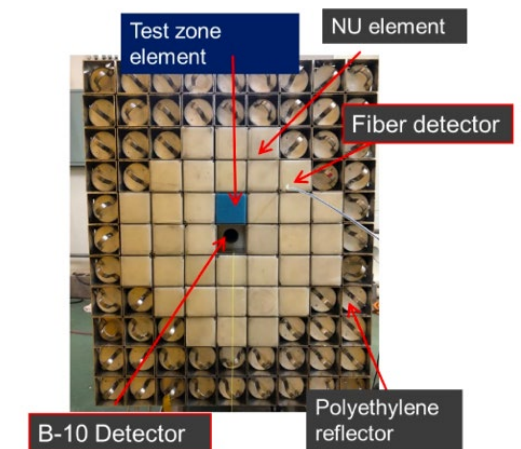 Test zone
element
NU element
Fiber detector
B-10 Detector
Polyethylene
reflector